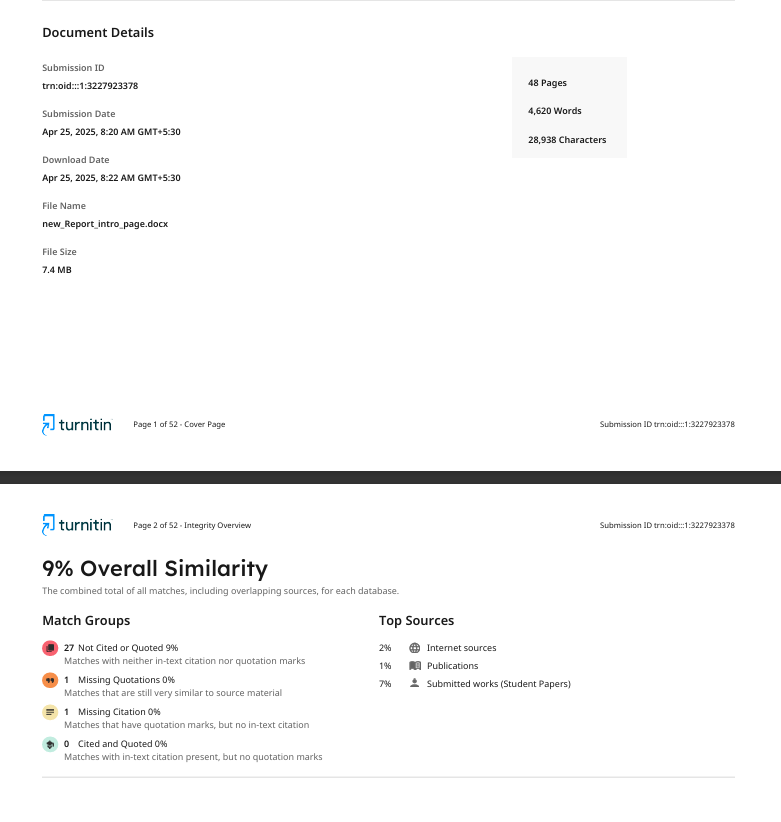 Document Details
Submission ID
trn:oid:::1:3227923378
Submission Date
Apr 25, 2025, 8:20 AM GMT+5:30
Download Date
Apr 25, 2025, 8:22 AM GMT+5:30
File Name
new_Report_intro_page.docx
File Size
7.4 MB
48 Pages
4,620 Words
28,938 Characters
turnitin Page 1 of 52 - Cover Page Submission ID trn:oid:::1:3227923378
turnitin Page 2 of 52 - Integrity Overview Submission ID trn:oid:::1:3227923378
9% Overall Similarity
The combined total of all matches, including overlapping sources, for each database.
Match Groups
27 Not Cited or Quoted 9%
Matches with neither in-text citation nor quotation marks
1 Missing Quotations 0%
Matches that are still very similar to source material
1 Missing Citation 0%
Matches that have quotation marks, but no in-text citation
0 Cited and Quoted 0%
Matches with in-text citation present, but no quotation marks
Top Sources
2% Internet sources
1% Publications
7% Submitted works (Student Papers)